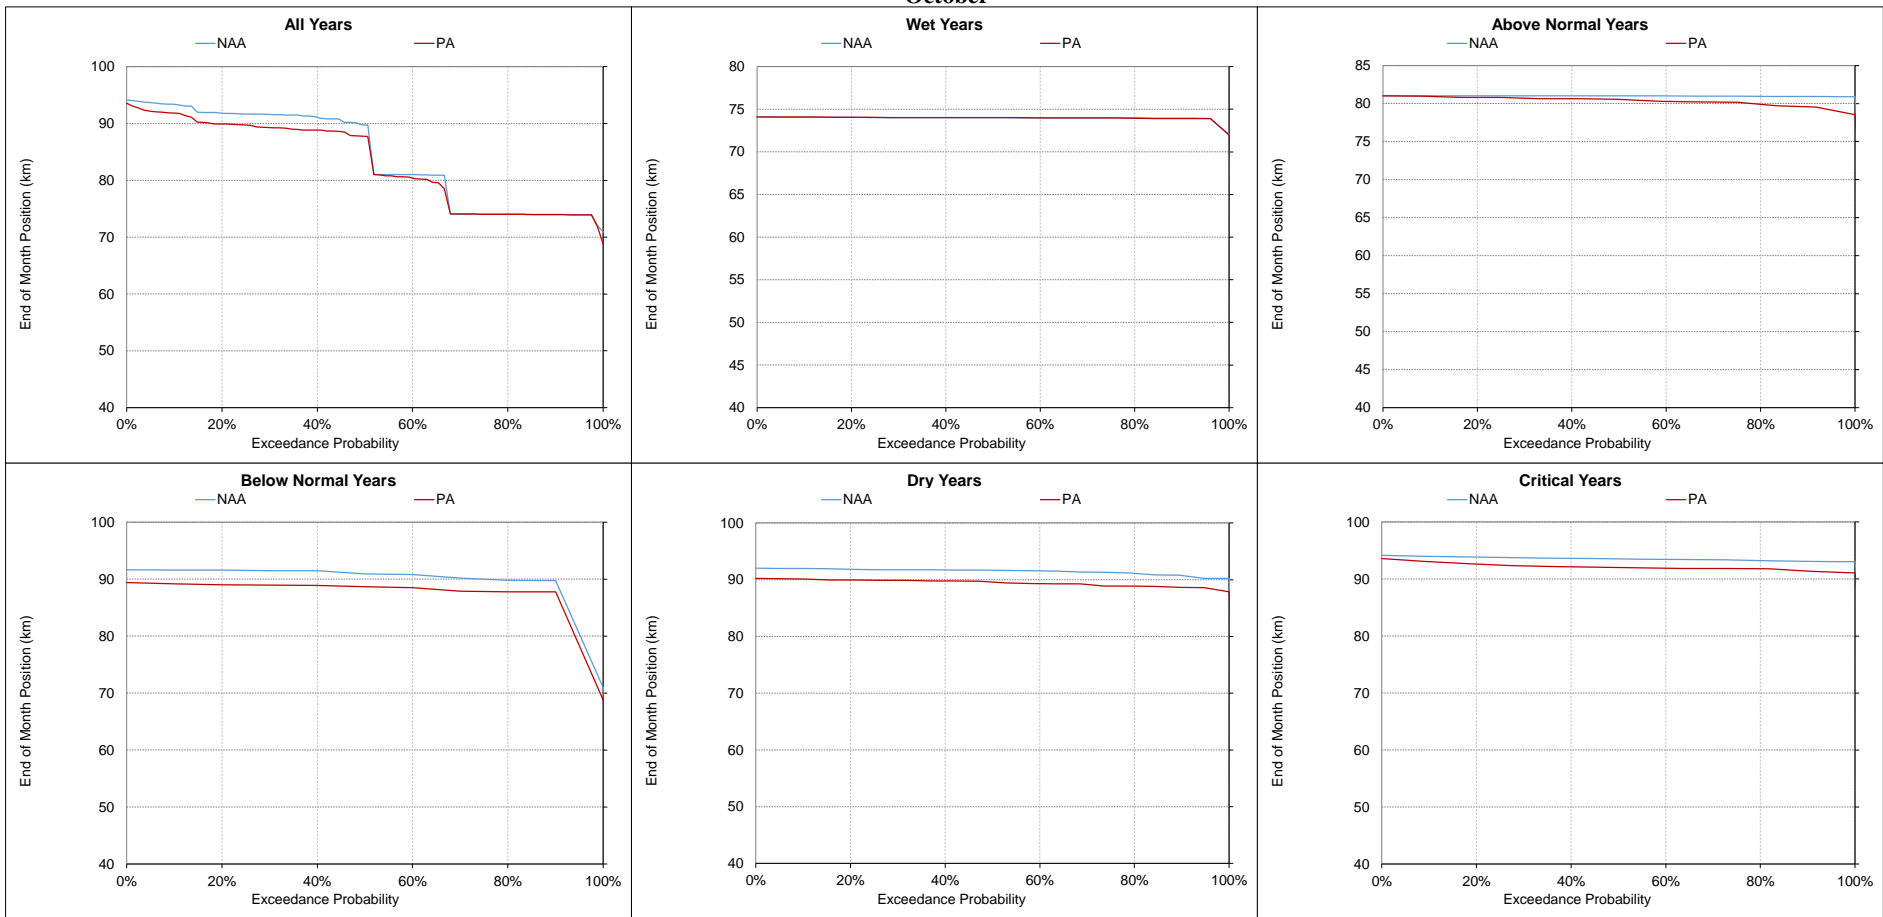 October
All Years
NAA PA
100
90
80
70
60
50
40
0% 20% 40% 60% 80% 100%
End of Month Position (km)
Exceedance Probability
Wet Years
NAA PA
80
75
70
65
60
55
50
45
40
0% 20% 40% 60% 80% 100%
End of Month Position (km)
Exceedance Probability
Above Normal Years
NAA PA
85
80
75
70
65
60
55
50
45
40
0% 20% 40% 60% 80% 100%
End of Month Position (km)
Exceedance Probability
Below Normal Years
NAA PA
100
90
80
70
60
50
40
0% 20% 40% 60% 80% 100%
End of Month Position (km)
Exceedance Probability
Dry Years
NAA PA
100
90
80
70
60
50
40
0% 20% 40% 60% 80% 100%
End of Month Position (km)
Exceedance Probability
Critical Years
NAA PA
100
90
80
70
60
50
40
0% 20% 40% 60% 80% 100%
End of Month Position (km)
Exceedance Probability